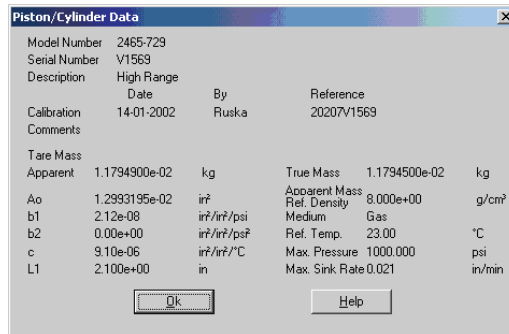 Piston/Cylinder Data
Model Number 2465-729
Serial Number V1569
Description High Range
Date By Reference
Calibration 14-01-2002 Ruska 20207V1569
Comments
Tare Mass
Apparent 1.1794900e-02 kg True Mass 1.1794500e-02 kg
Ao 1.2993195e-02 in² Apparent Mass Ref. Density 8.000e+00 g/cm³
b1 2.12e-08 in²/in²/psi Medium Gas
b2 0.00e+00 in²/in²/psi² Ref. Temp. 23.00 °C
c 9.10e-06 in²/in²/°C Max. Pressure 1000.000 psi
L1 2.100e+00 in Max. Sink Rate 0.021 in/min
Ok Help